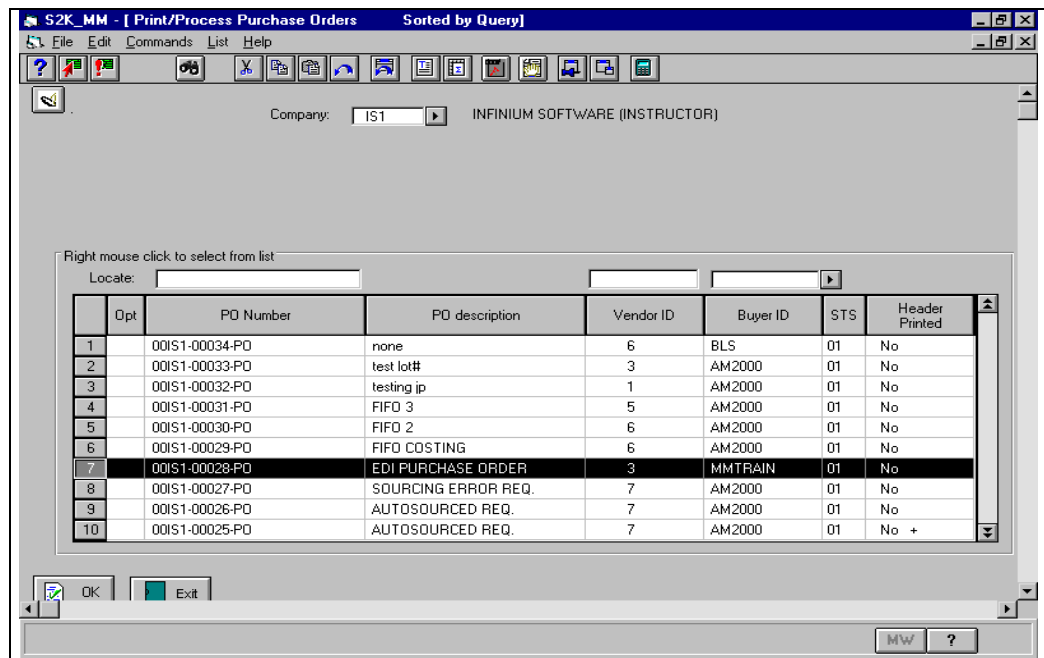 S2K_MM - [ Print/Process Purchase Orders Sorted by Query]
File Edit Commands List Help
Company: IS1 INFINIUM SOFTWARE (INSTRUCTOR)
Right mouse click to select from list
Locate:
Opt PO Number PO description Vendor ID Buyer ID STS Header Printed
1 00IS1-00034-PO none 6 BLS 01 No
2 00IS1-00033-PO test lot# 3 AM2000 01 No
3 00IS1-00032-PO testing jp 1 AM2000 01 No
4 00IS1-00031-PO FIFO 3 5 AM2000 01 No
5 00IS1-00030-PO FIFO 2 6 AM2000 01 No
6 00IS1-00029-PO FIFO COSTING 6 AM2000 01 No
7 00IS1-00028-PO EDI PURCHASE ORDER 3 MMTRAIN 01 No
8 00IS1-00027-PO SOURCING ERROR REQ. 7 AM2000 01 No
9 00IS1-00026-PO AUTOSOURCED REQ. 7 AM2000 01 No
10 00IS1-00025-PO AUTOSOURCED REQ. 7 AM2000 01 No +
OK Exit
MW ?